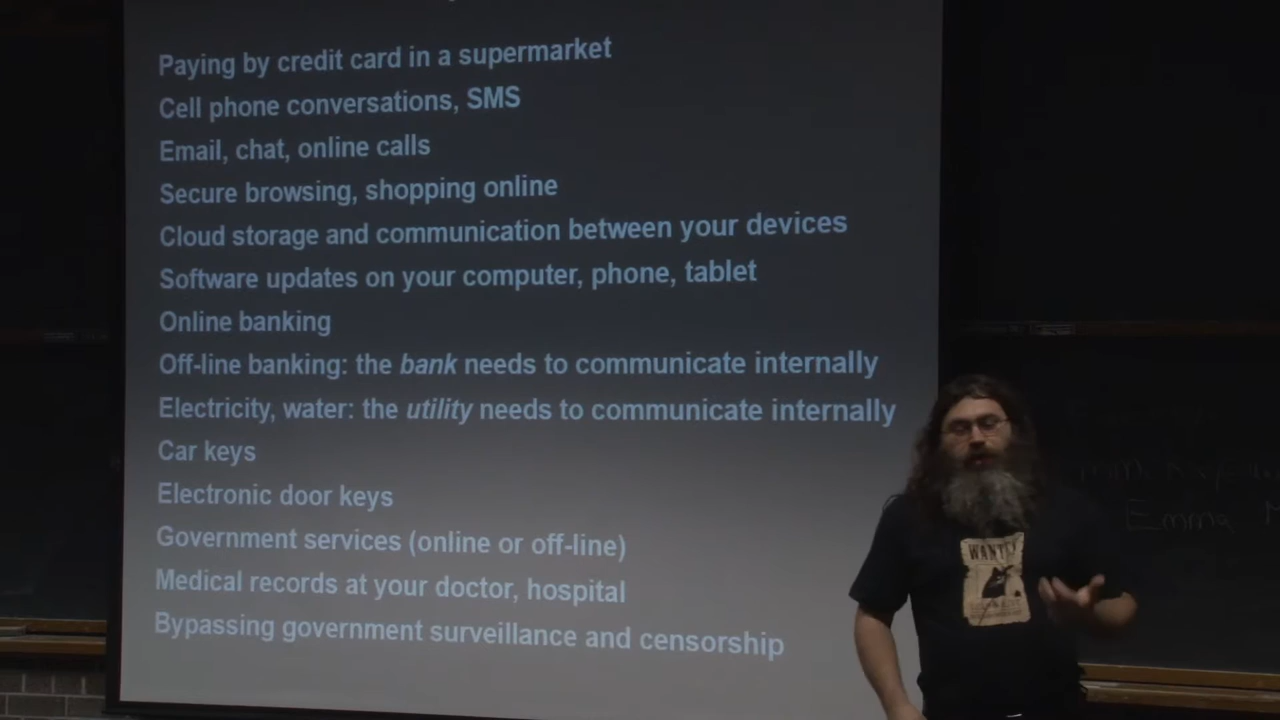 Paying by credit card in a supermarket
Cell phone conversations, SMS
Email, chat, online calls
Secure browsing, shopping online
Cloud storage and communication between your devices
Software updates on your computer, phone, tablet
Online banking
Off-line banking: the bank needs to communicate internally
Electricity, water: the utility needs to communicate internally
Car keys
Electronic door keys
Government services (online or off-line)
Medical records at your doctor, hospital
Bypassing government surveillance and censorship
WANTED
Emma